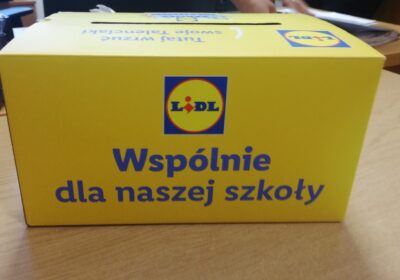 Tutaj wrzuć
swoje Talenciaki
LIDL
LIDL
Wspólnie
dla naszej szkoły